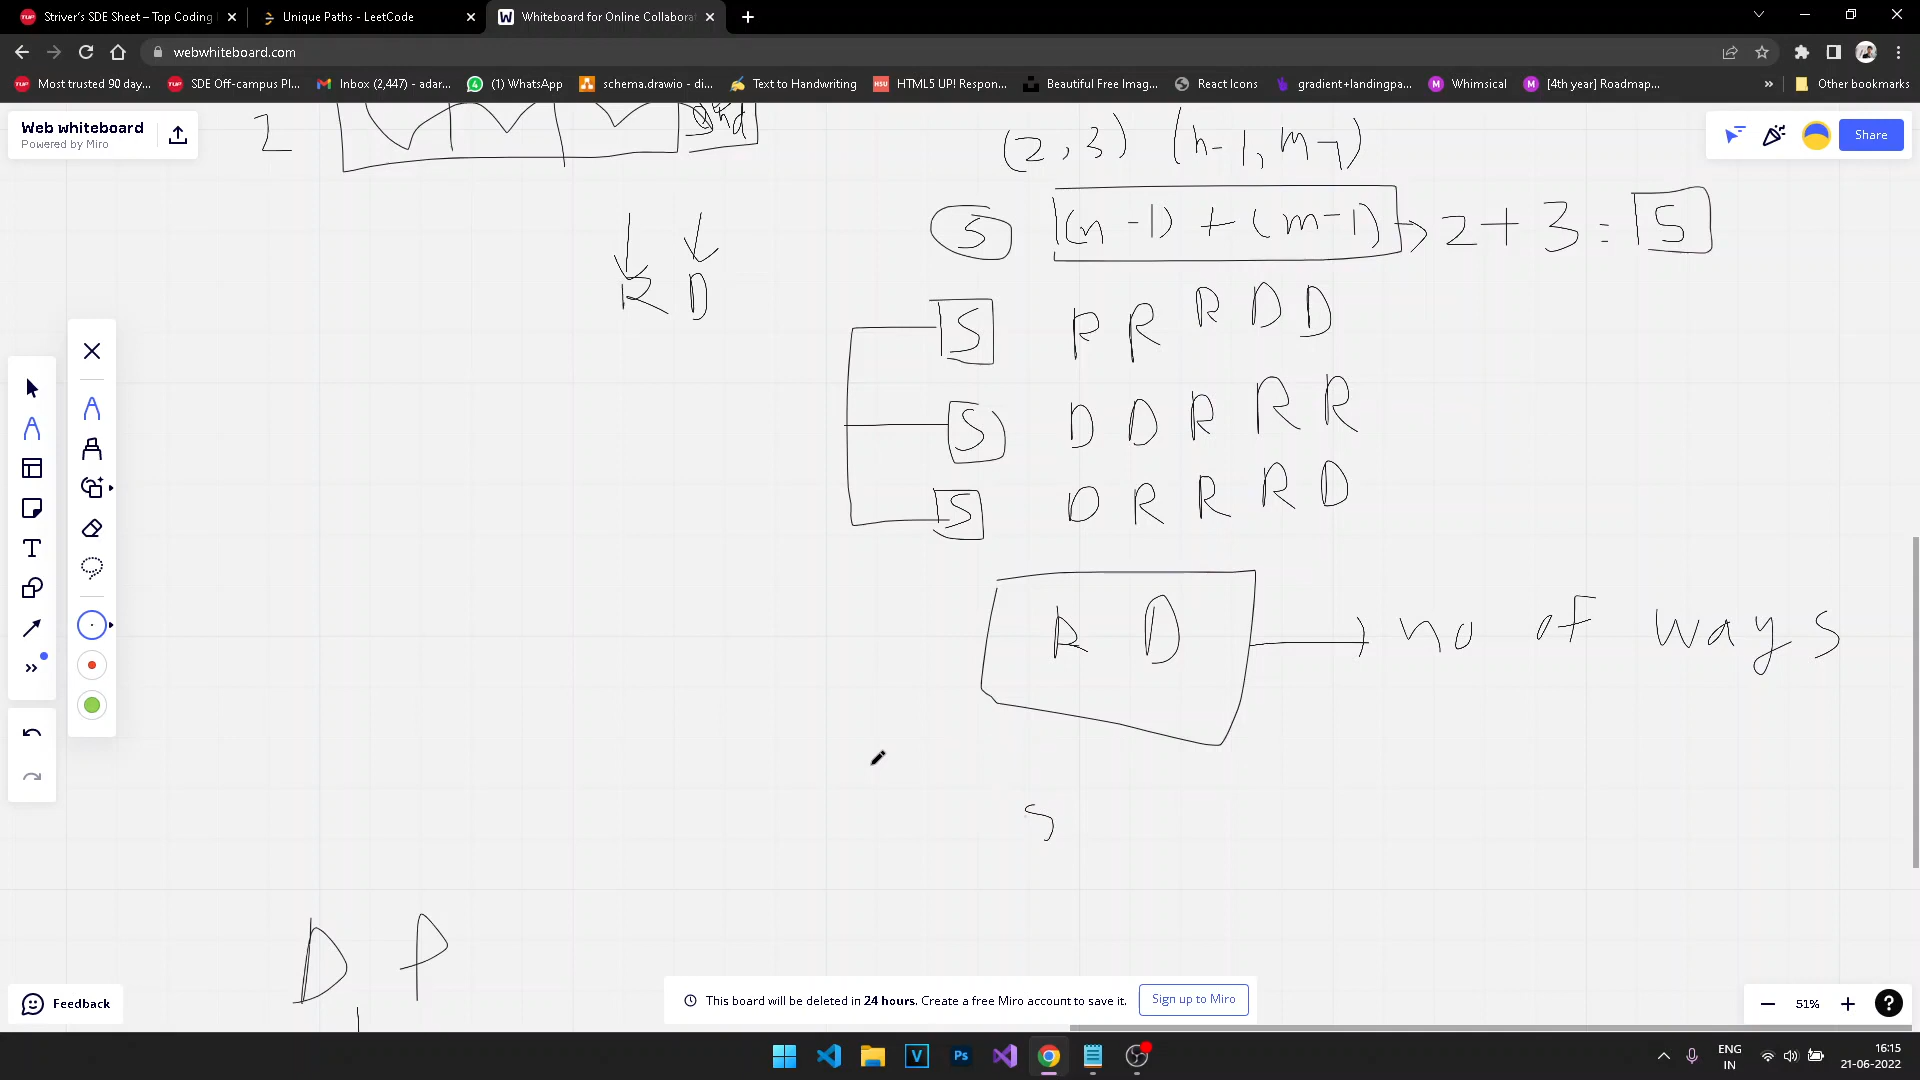 Striver's SDE Sheet – Top Coding
Unique Paths - LeetCode
Whiteboard for Online Collabora
webwhiteboard.com
Most trusted 90 day...
SDE Off-campus Pl...
Inbox (2,447) - adar...
(1) WhatsApp
schema.drawio - di...
Text to Handwriting
HTML5 UP! Respon...
Beautiful Free Imag...
React Icons
gradient+landingpa...
Whimsical
[4th year] Roadmap...
»
Other bookmarks
Web whiteboard
Powered by Miro
Share
2
end
(2,3) (n-1, m-1)
5 (n-1) + (m-1) → 2 + 3 = 5
R D
5 R R R D D
5 D D R R R
5 D R R R D
R D → no of ways
5
D P
Feedback
This board will be deleted in 24 hours. Create a free Miro account to save it.
Sign up to Miro
51%
ENG
IN
16:15
21-06-2022